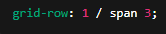 grid-row: 1 / span 3;